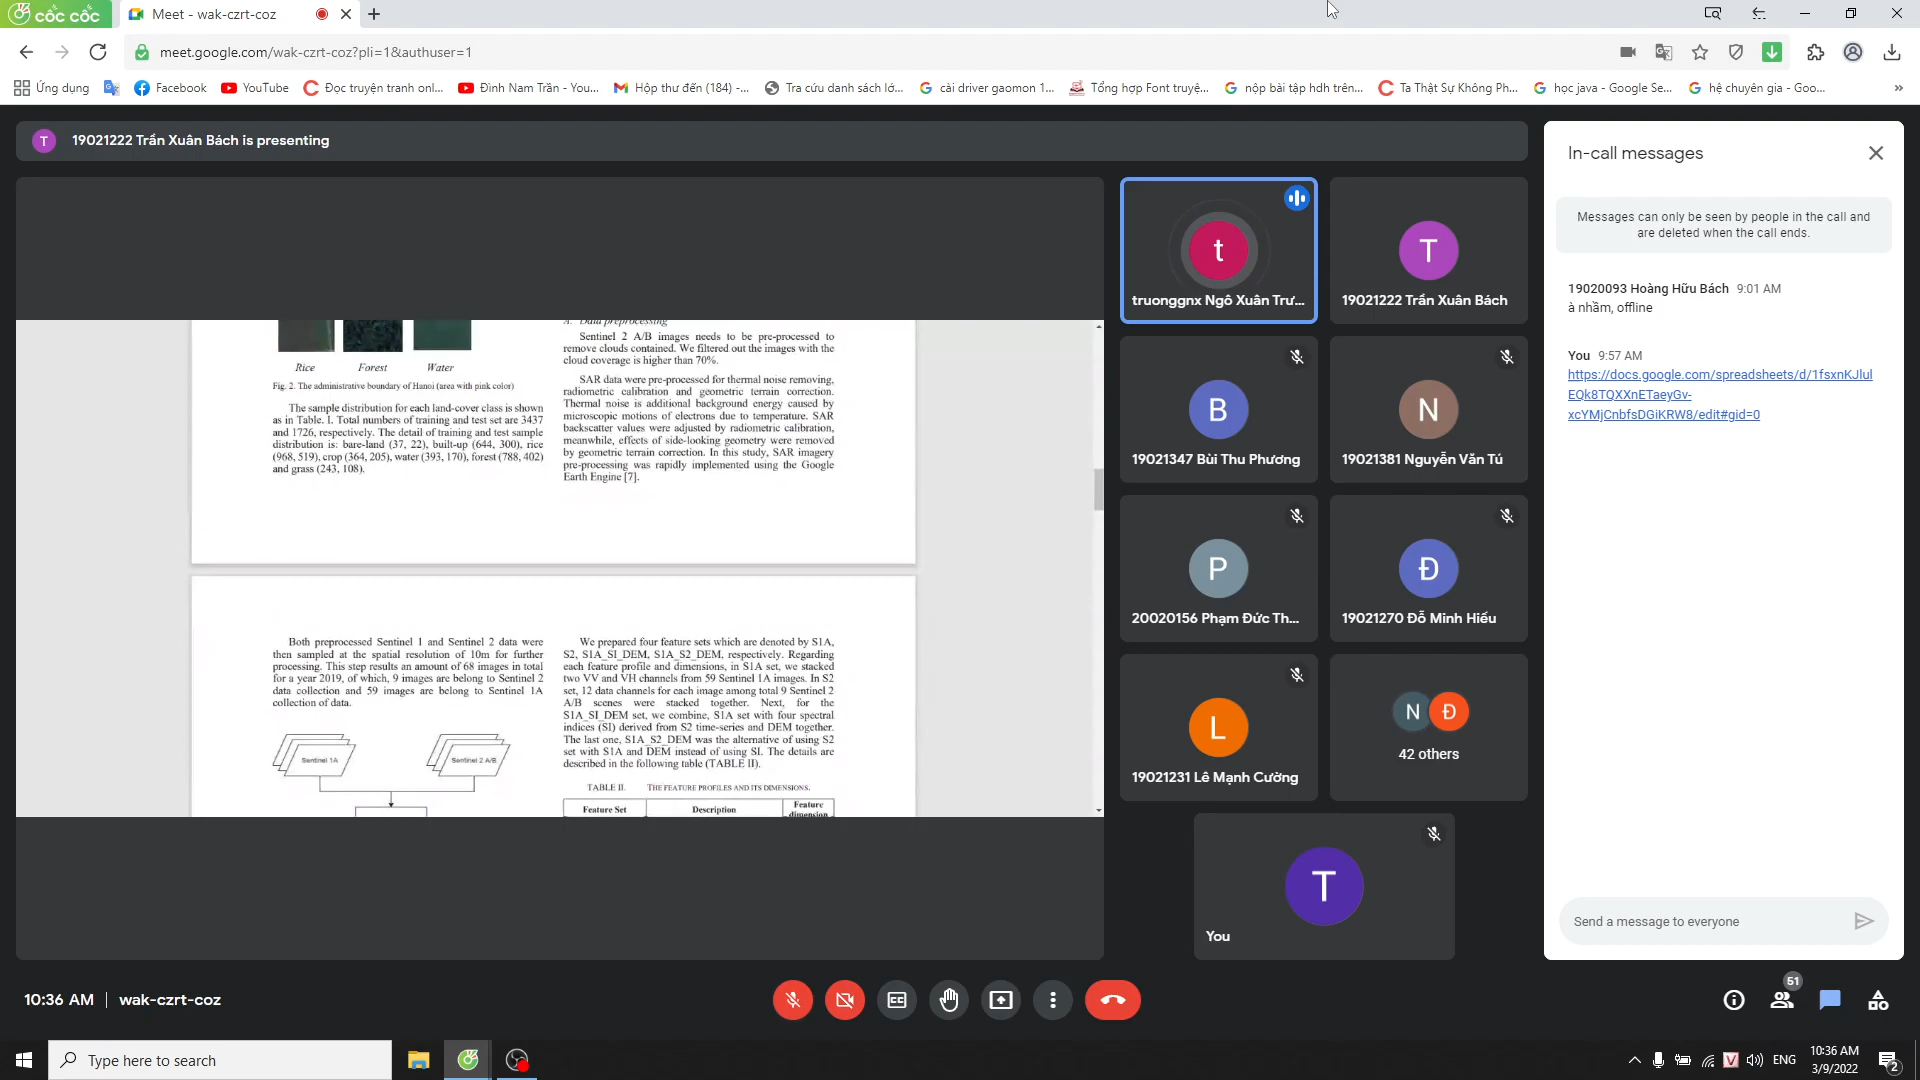 cốc cốc
Meet - wak-czrt-coz
meet.google.com/wak-czrt-coz?pli=1&authuser=1
Ứng dụng
Facebook
YouTube
Đọc truyện tranh onl...
Đình Nam Trần - You...
Hộp thư đến (184) -...
Tra cứu danh sách lớ...
cài driver gaomon 1...
Tổng hợp Font truyệ...
nộp bài tập hdh trên...
Ta Thật Sự Không Ph...
học java - Google Se...
hệ chuyên gia - Goo...
T
19021222 Trần Xuân Bách is presenting
A. Data preprocessing
Rice Forest Water
Fig. 2. The administrative boundary of Hanoi (area with pink color)
The sample distribution for each land-cover class is shown
as in Table. I. Total numbers of training and test set are 3437
and 1726, respectively. The detail of training and test sample
distribution is: bare-land (37, 22), built-up (644, 300), rice
(968, 519), crop (364, 205), water (393, 170), forest (788, 402)
and grass (243, 108).
Sentinel 2 A/B images needs to be pre-processed to
remove clouds contained. We filtered out the images with the
cloud coverage is higher than 70%.
SAR data were pre-processed for thermal noise removing,
radiometric calibration and geometric terrain correction.
Thermal noise is additional background energy caused by
microscopic motions of electrons due to temperature. SAR
backscatter values were adjusted by radiometric calibration,
meanwhile, effects of side-looking geometry were removed
by geometric terrain correction. In this study, SAR imagery
pre-processing was rapidly implemented using the Google
Earth Engine [7].
Both preprocessed Sentinel 1 and Sentinel 2 data were
then sampled at the spatial resolution of 10m for further
processing. This step results an amount of 68 images in total
for a year 2019, of which, 9 images are belong to Sentinel 2
data collection and 59 images are belong to Sentinel 1A
collection of data.
Sentinel 1A
Sentinel 2 A/B
We prepared four feature sets which are denoted by S1A,
S2, S1A_SI_DEM, S1A_S2_DEM, respectively. Regarding
each feature profile and dimensions, in S1A set, we stacked
two VV and VH channels from 59 Sentinel 1A images. In S2
set, 12 data channels for each image among total 9 Sentinel 2
A/B scenes were stacked together. Next, for the
S1A_SI_DEM set, we combine, S1A set with four spectral
indices (SI) derived from S2 time-series and DEM together.
The last one, S1A_S2_DEM was the alternative of using S2
set with S1A and DEM instead of using SI. The details are
described in the following table (TABLE II).
TABLE II. THE FEATURE PROFILES AND ITS DIMENSIONS.
Feature Set
Description
Feature
dimension
t
truonggnx Ngô Xuân Trư...
T
19021222 Trần Xuân Bách
B
19021347 Bùi Thu Phương
N
19021381 Nguyễn Văn Tú
P
20020156 Phạm Đức Th...
Đ
19021270 Đỗ Minh Hiếu
L
19021231 Lê Mạnh Cường
N Đ
42 others
T
You
In-call messages
Messages can only be seen by people in the call and
are deleted when the call ends.
19020093 Hoàng Hữu Bách 9:01 AM
à nhầm, offline
You 9:57 AM
https://docs.google.com/spreadsheets/d/1fsxnKJlul
EQk8TQXXnETaeyGv-
xcYMjCnbfsDGiKRW8/edit#gid=0
Send a message to everyone
10:36 AM | wak-czrt-coz
51
Type here to search
ENG
10:36 AM
3/9/2022
2